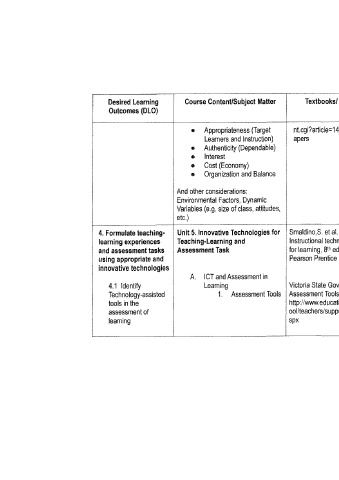 Desired Learning
Outcomes (DLO)
Course Content/Subject Matter
Textbooks/
● Appropriateness (Target
Learners and Instruction)
● Authenticity (Dependable)
● Interest
● Cost (Economy)
● Organization and Balance
And other considerations:
Environmental Factors, Dynamic
Variables (e.g. size of class, attitudes,
etc.)
nt.cgi?article=14
apers
4. Formulate teaching-
learning experiences
and assessment tasks
using appropriate and
innovative technologies
4.1 Identify
Technology-assisted
tools in the
assessment of
learning
Unit 5. Innovative Technologies for
Teaching-Learning and
Assessment Task
A. ICT and Assessment in
Learning
1. Assessment Tools
Smaldino,S. et al.
Instructional techn
for learning, 8th ed
Pearson Prentice
Victoria State Gov
Assessment Tools
http://www.educati
ool/teachers/supp
spx